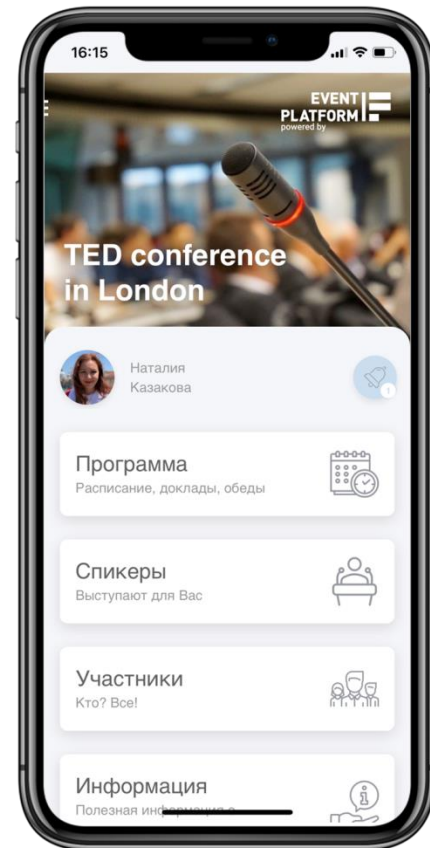 16:15
EVENT
PLATFORM
powered by
TED conference
in London
Наталия
Казакова
Программа
Расписание, доклады, обеды
Спикеры
Выступают для Вас
Участники
Кто? Все!
Информация
Полезная